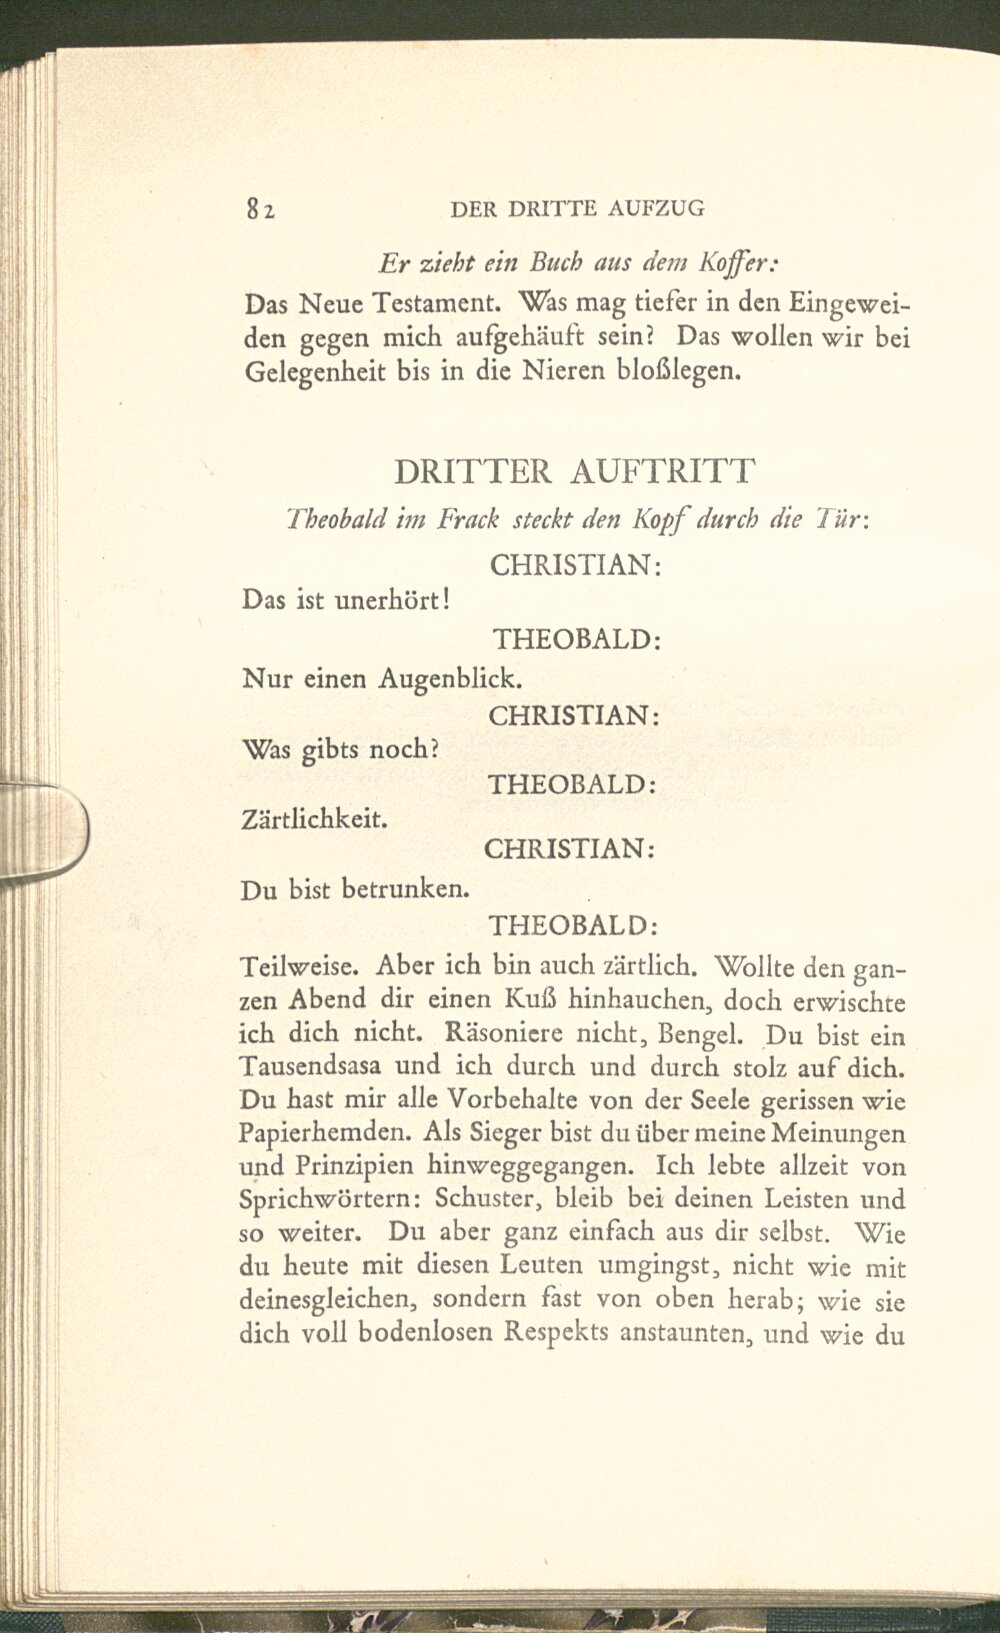 82 DER DRITTE AUFZUG
Er zieht ein Buch aus dem Koffer:
Das Neue Testament. Was mag tiefer in den Eingewei-
den gegen mich aufgehäuft sein? Das wollen wir bei
Gelegenheit bis in die Nieren bloßlegen.
DRITTER AUFTRITT
Theobald im Frack steckt den Kopf durch die Tür:
CHRISTIAN:
Das ist unerhört!
THEOBALD:
Nur einen Augenblick.
CHRISTIAN:
Was gibts noch?
THEOBALD:
Zärtlichkeit.
CHRISTIAN:
Du bist betrunken.
THEOBALD:
Teilweise. Aber ich bin auch zärtlich. Wollte den gan-
zen Abend dir einen Kuß hinhauchen, doch erwischte
ich dich nicht. Räsoniere nicht, Bengel. Du bist ein
Tausendsasa und ich durch und durch stolz auf dich.
Du hast mir alle Vorbehalte von der Seele gerissen wie
Papierhemden. Als Sieger bist du über meine Meinungen
und Prinzipien hinweggegangen. Ich lebte allzeit von
Sprichwörtern: Schuster, bleib bei deinen Leisten und
so weiter. Du aber ganz einfach aus dir selbst. Wie
du heute mit diesen Leuten umgingst, nicht wie mit
deinesgleichen, sondern fast von oben herab; wie sie
dich voll bodenlosen Respekts anstaunten, und wie du